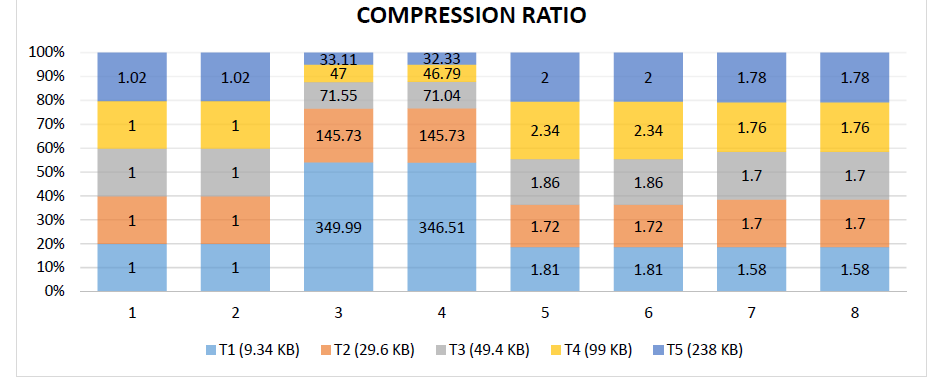 COMPRESSION RATIO
100%
90%
80%
70%
60%
50%
40%
30%
20%
10%
0%
1.02 1.02 33.11 32.33 2 2 1.78 1.78
1 1 47 46.79 2.34 2.34 1.76 1.76
1 1 71.55 71.04 1.86 1.86 1.7 1.7
1 1 145.73 145.73 1.72 1.72 1.7 1.7
1 1 349.99 346.51 1.81 1.81 1.58 1.58
1 2 3 4 5 6 7 8
T1 (9.34 KB) T2 (29.6 KB) T3 (49.4 KB) T4 (99 KB) T5 (238 KB)